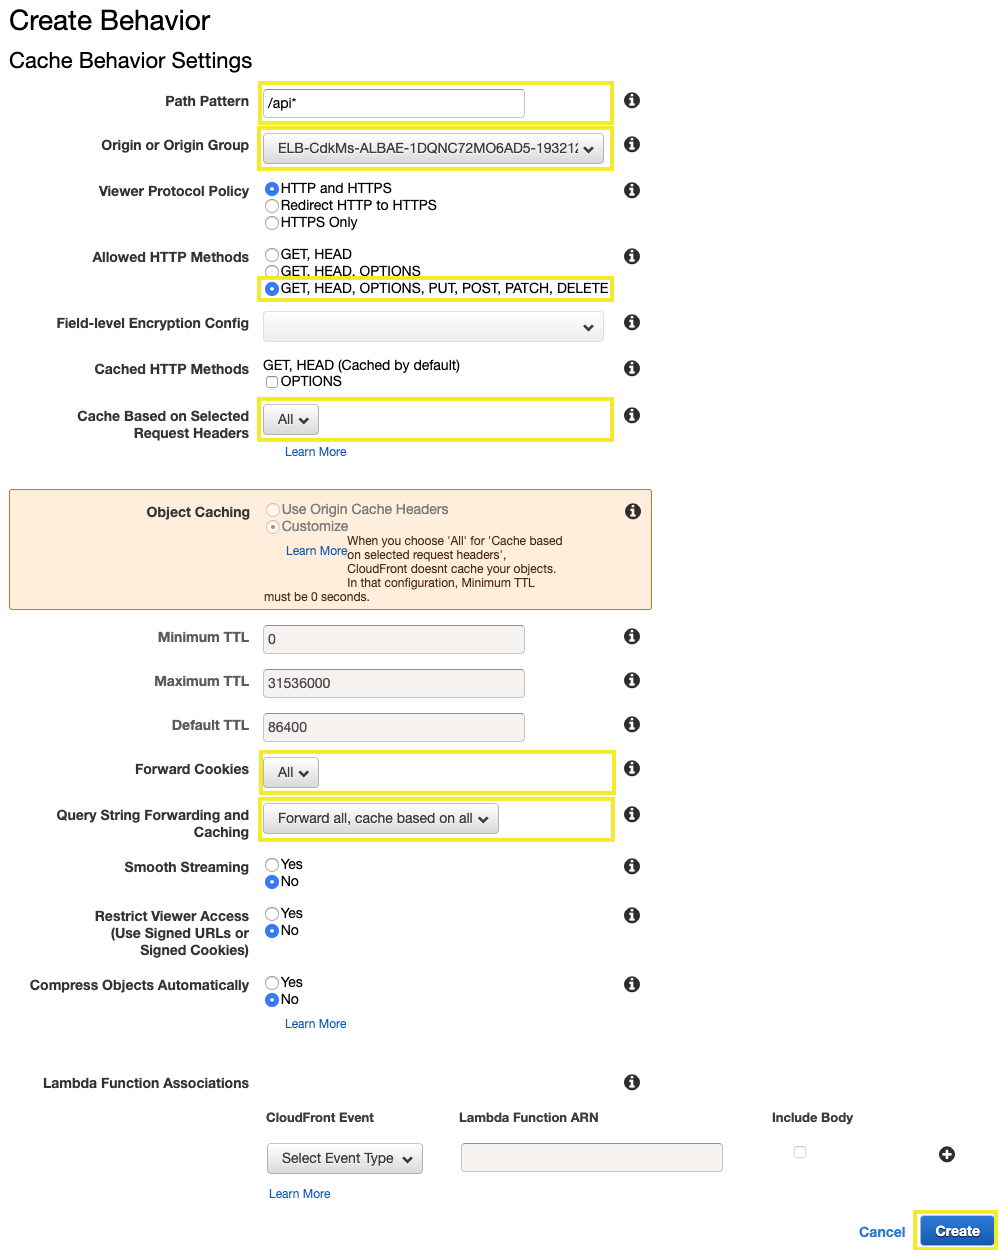 Create Behavior
Cache Behavior Settings
Path Pattern
/api*
Origin or Origin Group
ELB-CdkMs-ALBAE-1DQNC72MO6AD5-19321
Viewer Protocol Policy
HTTP and HTTPS
Redirect HTTP to HTTPS
HTTPS Only
Allowed HTTP Methods
GET, HEAD
GET, HEAD, OPTIONS
GET, HEAD, OPTIONS, PUT, POST, PATCH, DELETE
Field-level Encryption Config
Cached HTTP Methods
GET, HEAD (Cached by default)
OPTIONS
Cache Based on Selected
Request Headers
All
Learn More
Object Caching
Use Origin Cache Headers
Customize
Learn More
When you choose 'All' for 'Cache based
on selected request headers',
CloudFront doesnt cache your objects.
In that configuration, Minimum TTL
must be 0 seconds.
Minimum TTL
0
Maximum TTL
31536000
Default TTL
86400
Forward Cookies
All
Query String Forwarding and
Caching
Forward all, cache based on all
Smooth Streaming
Yes
No
Restrict Viewer Access
(Use Signed URLs or
Signed Cookies)
Yes
No
Compress Objects Automatically
Yes
No
Learn More
Lambda Function Associations
CloudFront Event
Lambda Function ARN
Include Body
Select Event Type
Learn More
Cancel
Create